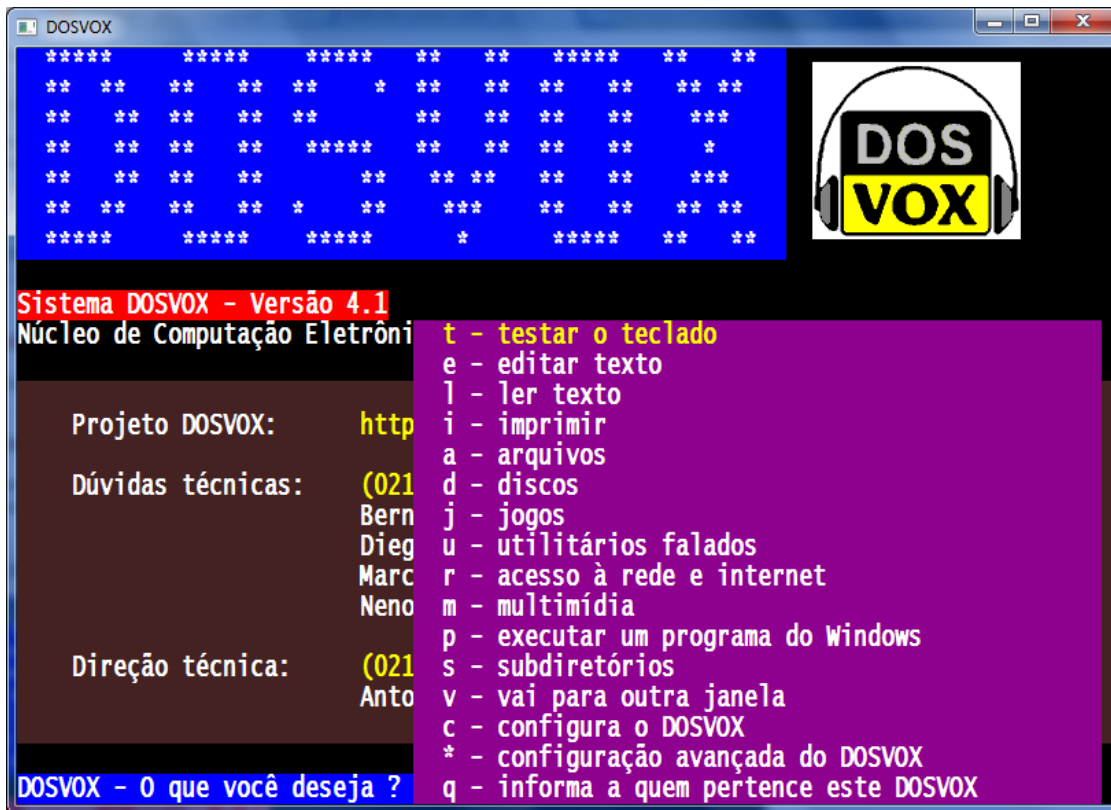 DOSVOX
DOSVOX
DOS
VOX
Sistema DOSVOX - Versão 4.1
Núcleo de Computação Eletrôni
Projeto DOSVOX: http
Dúvidas técnicas: (021
Bern
Dieg
Marc
Neno
Direção técnica: (021
Anto
DOSVOX - O que você deseja ?
t - testar o teclado
e - editar texto
l - ler texto
i - imprimir
a - arquivos
d - discos
j - jogos
u - utilitários falados
r - acesso à rede e internet
m - multimídia
p - executar um programa do Windows
s - subdiretórios
v - vai para outra janela
c - configura o DOSVOX
* - configuração avançada do DOSVOX
q - informa a quem pertence este DOSVOX